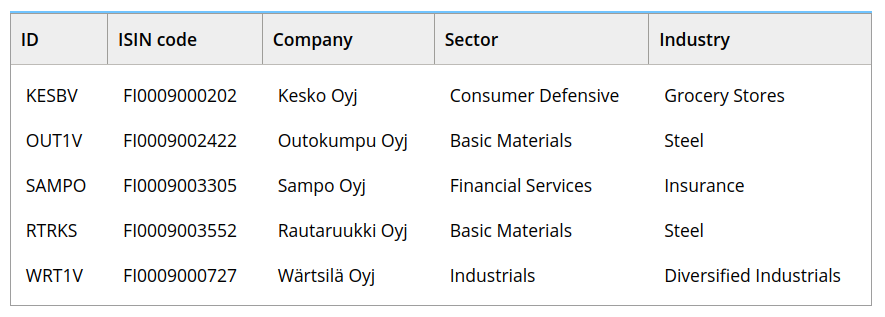 ID ISIN code Company Sector Industry
KESBV FI0009000202 Kesko Oyj Consumer Defensive Grocery Stores
OUT1V FI0009002422 Outokumpu Oyj Basic Materials Steel
SAMPO FI0009003305 Sampo Oyj Financial Services Insurance
RTRKS FI0009003552 Rautaruukki Oyj Basic Materials Steel
WRT1V FI0009000727 Wärtsilä Oyj Industrials Diversified Industrials